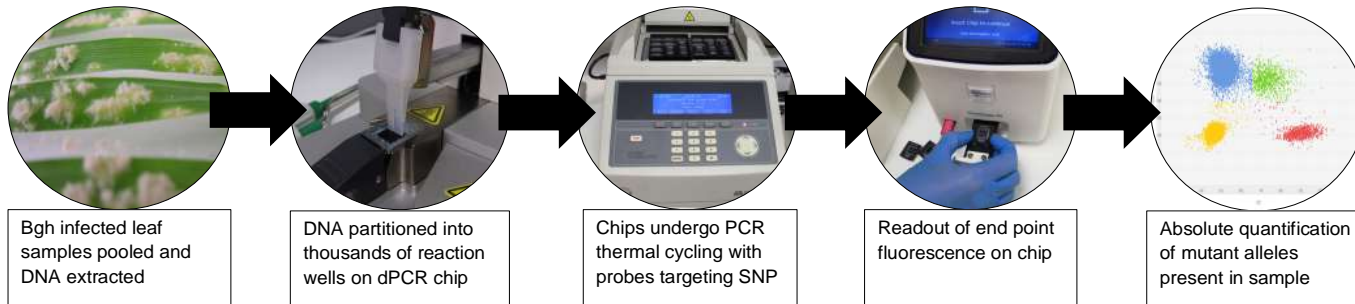 Bgh infected leaf
samples pooled and
DNA extracted
DNA partitioned into
thousands of reaction
wells on dPCR chip
Chips undergo PCR
thermal cycling with
probes targeting SNP
Readout of end point
fluorescence on chip
Absolute quantification
of mutant alleles
present in sample